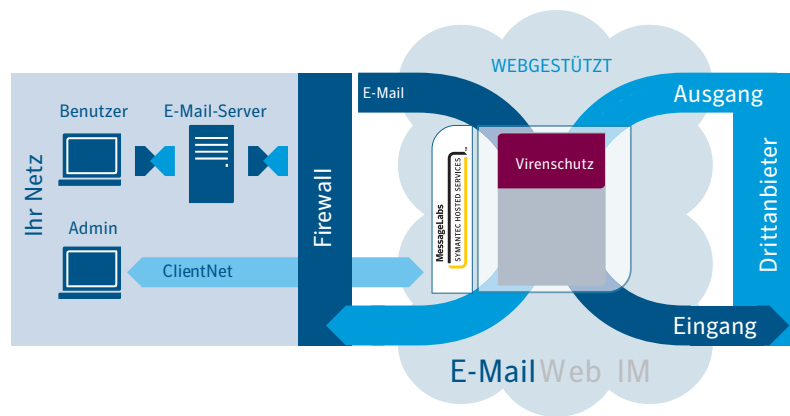 WEBGESTÜTZT
Benutzer
E-Mail-Server
E-Mail
Ausgang
Ihr Netz
Firewall
MessageLabs™
SYMANTEC HOSTED SERVICES
Virenschutz
Drittanbieter
Admin
ClientNet
Eingang
E-Mail Web IM